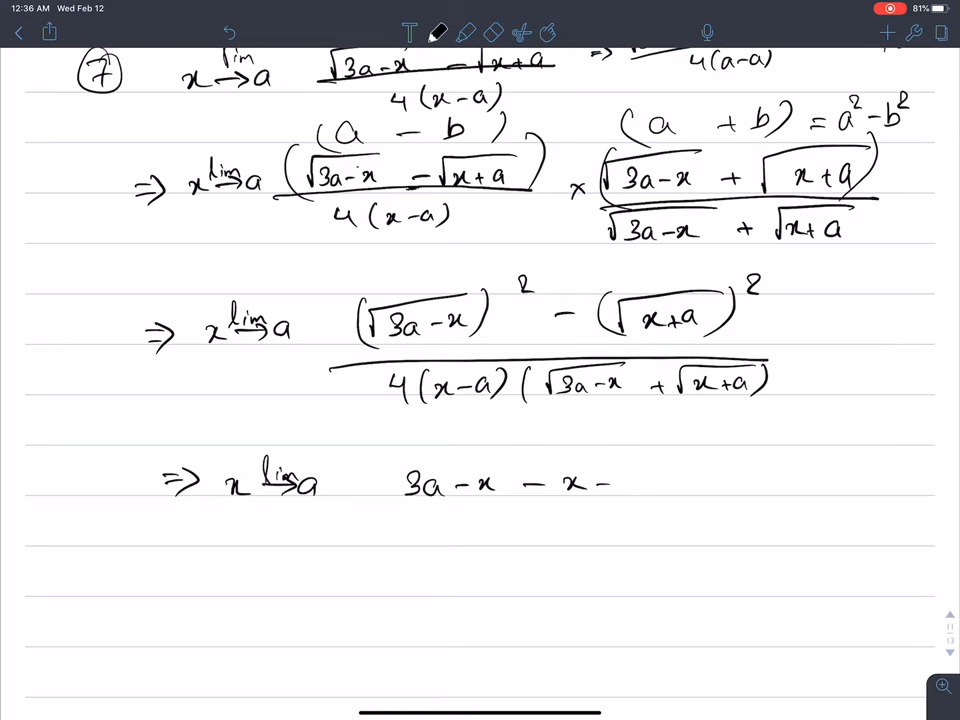 12:36 AM Wed Feb 12 81%
T
⑦ lim x→a √3a-x - √x+a / 4(x-a) => 4(a-a)
(a - b) (a + b) = a² - b²
=> lim x→a (√3a-x - √x+a) / 4(x-a) × (√3a-x + √x+a) / √3a-x + √x+a
=> lim x→a (√3a-x)² - (√x+a)² / 4(x-a)(√3a-x + √x+a)
=> lim x→a 3a-x - x -